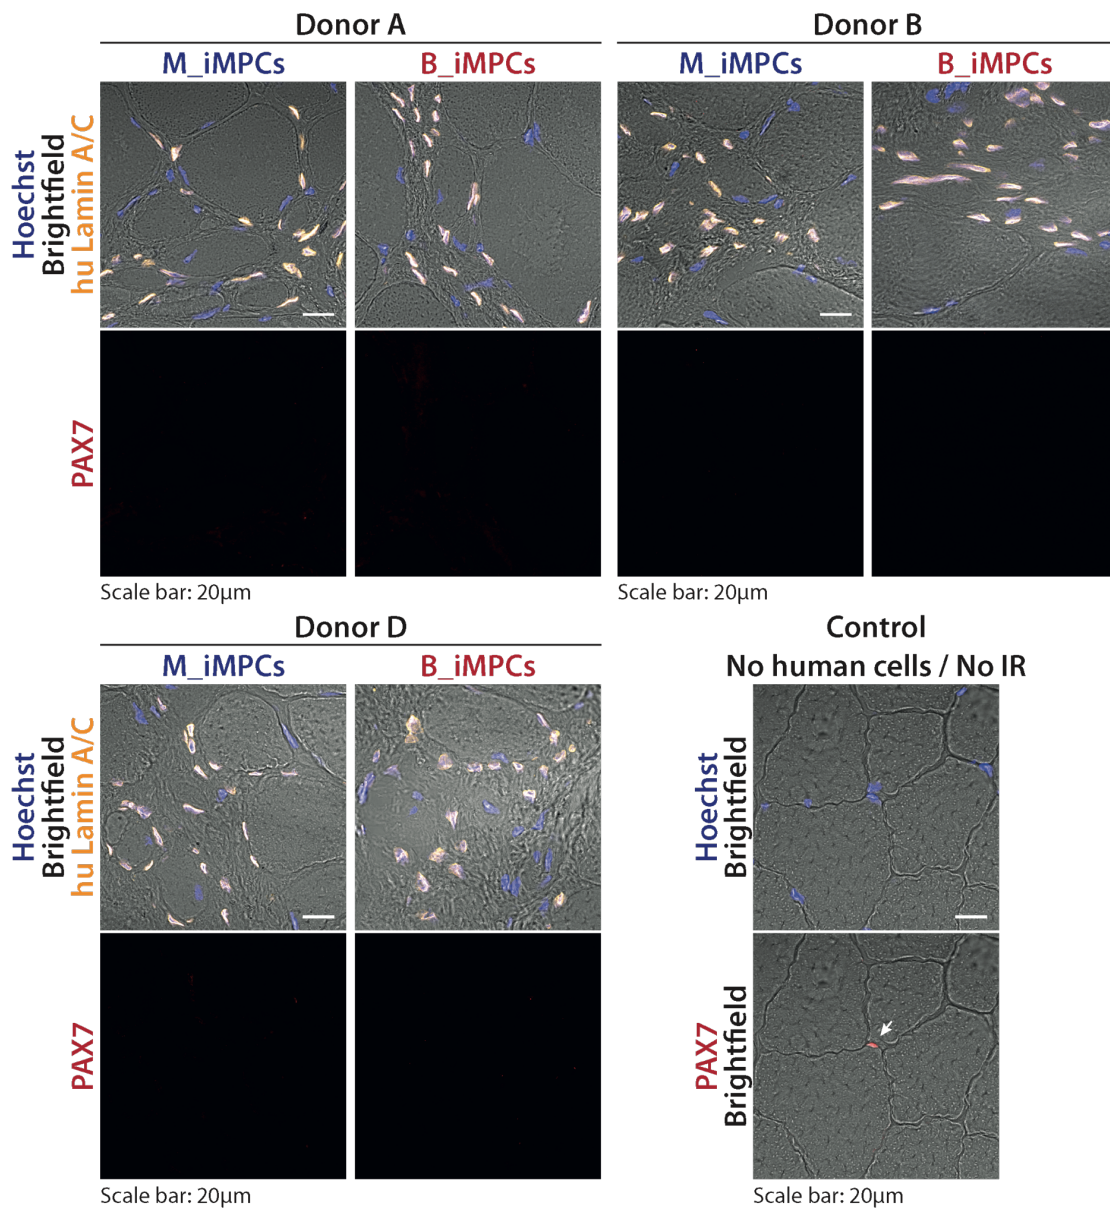 Donor A
Donor B
M_iMPCs
B_iMPCs
M_iMPCs
B_iMPCs
Hoechst
Brightfield
hu Lamin A/C
PAX7
Scale bar: 20µm
Scale bar: 20µm
Donor D
M_iMPCs
B_iMPCs
Hoechst
Brightfield
hu Lamin A/C
PAX7
Scale bar: 20µm
Control
No human cells / No IR
Hoechst
Brightfield
PAX7
Brightfield
Scale bar: 20µm